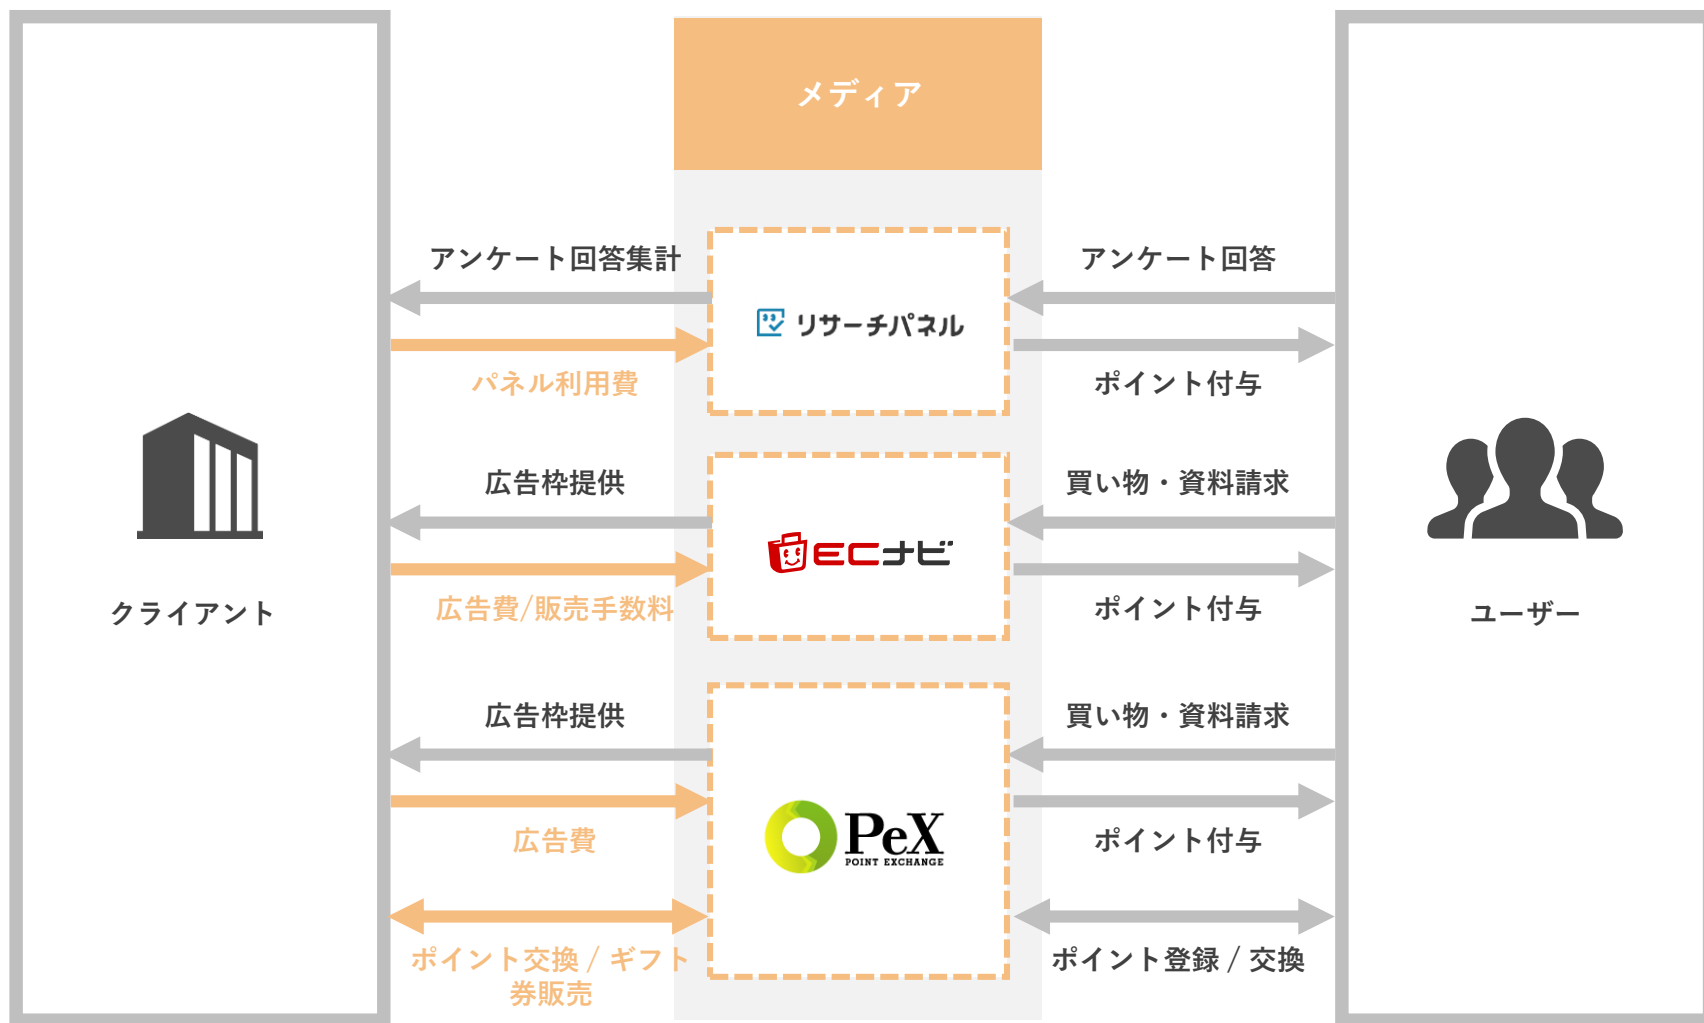 メディア
アンケート回答集計
アンケート回答
リサーチパネル
パネル利用費
ポイント付与
広告枠提供
買い物・資料請求
ECナビ
広告費/販売手数料
ポイント付与
クライアント
ユーザー
広告枠提供
買い物・資料請求
PeX
POINT EXCHANGE
広告費
ポイント付与
ポイント交換 / ギフト
券販売
ポイント登録 / 交換